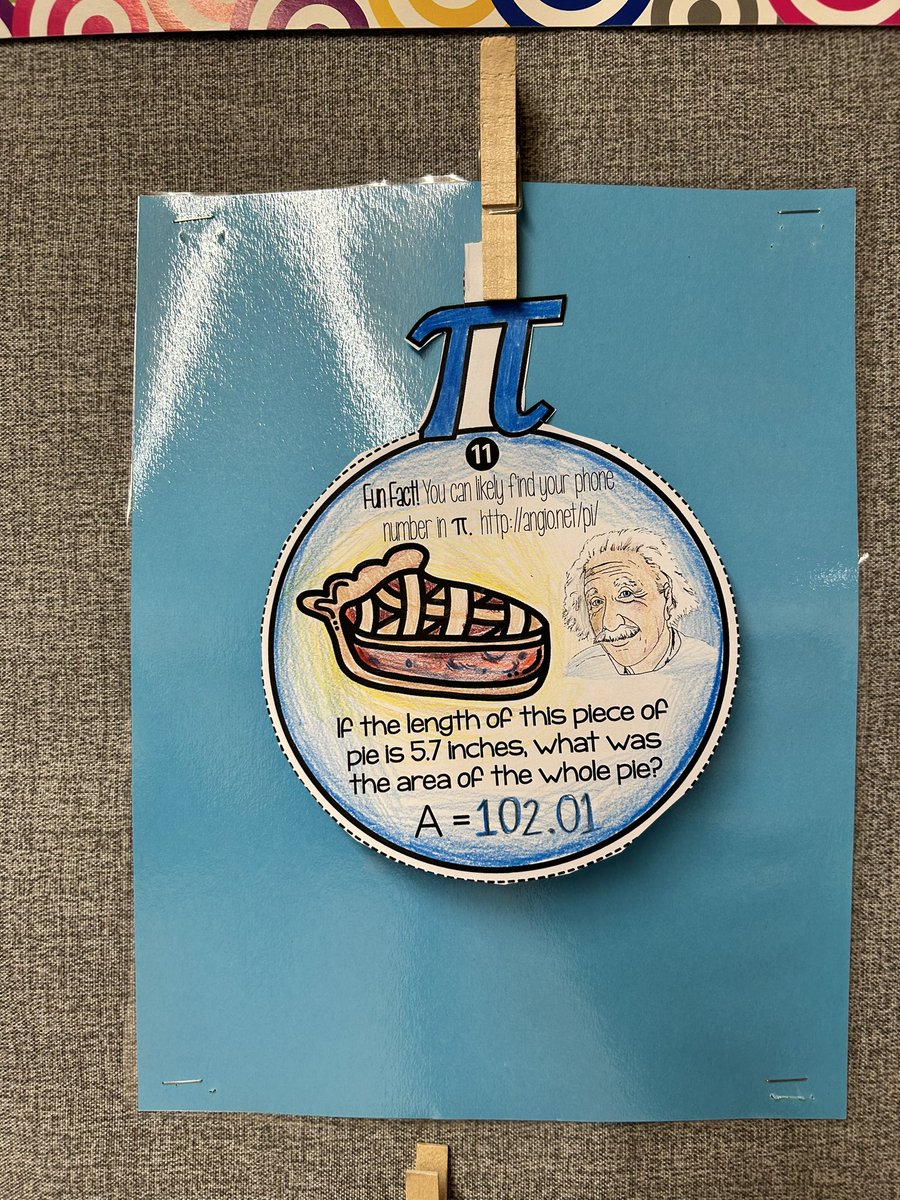 π
11
Fun Fact! You can likely find your phone
number in π. http://angio.net/pi/
If the length of this piece of
pie is 5.7 inches, what was
the area of the whole pie?
A = 102.01